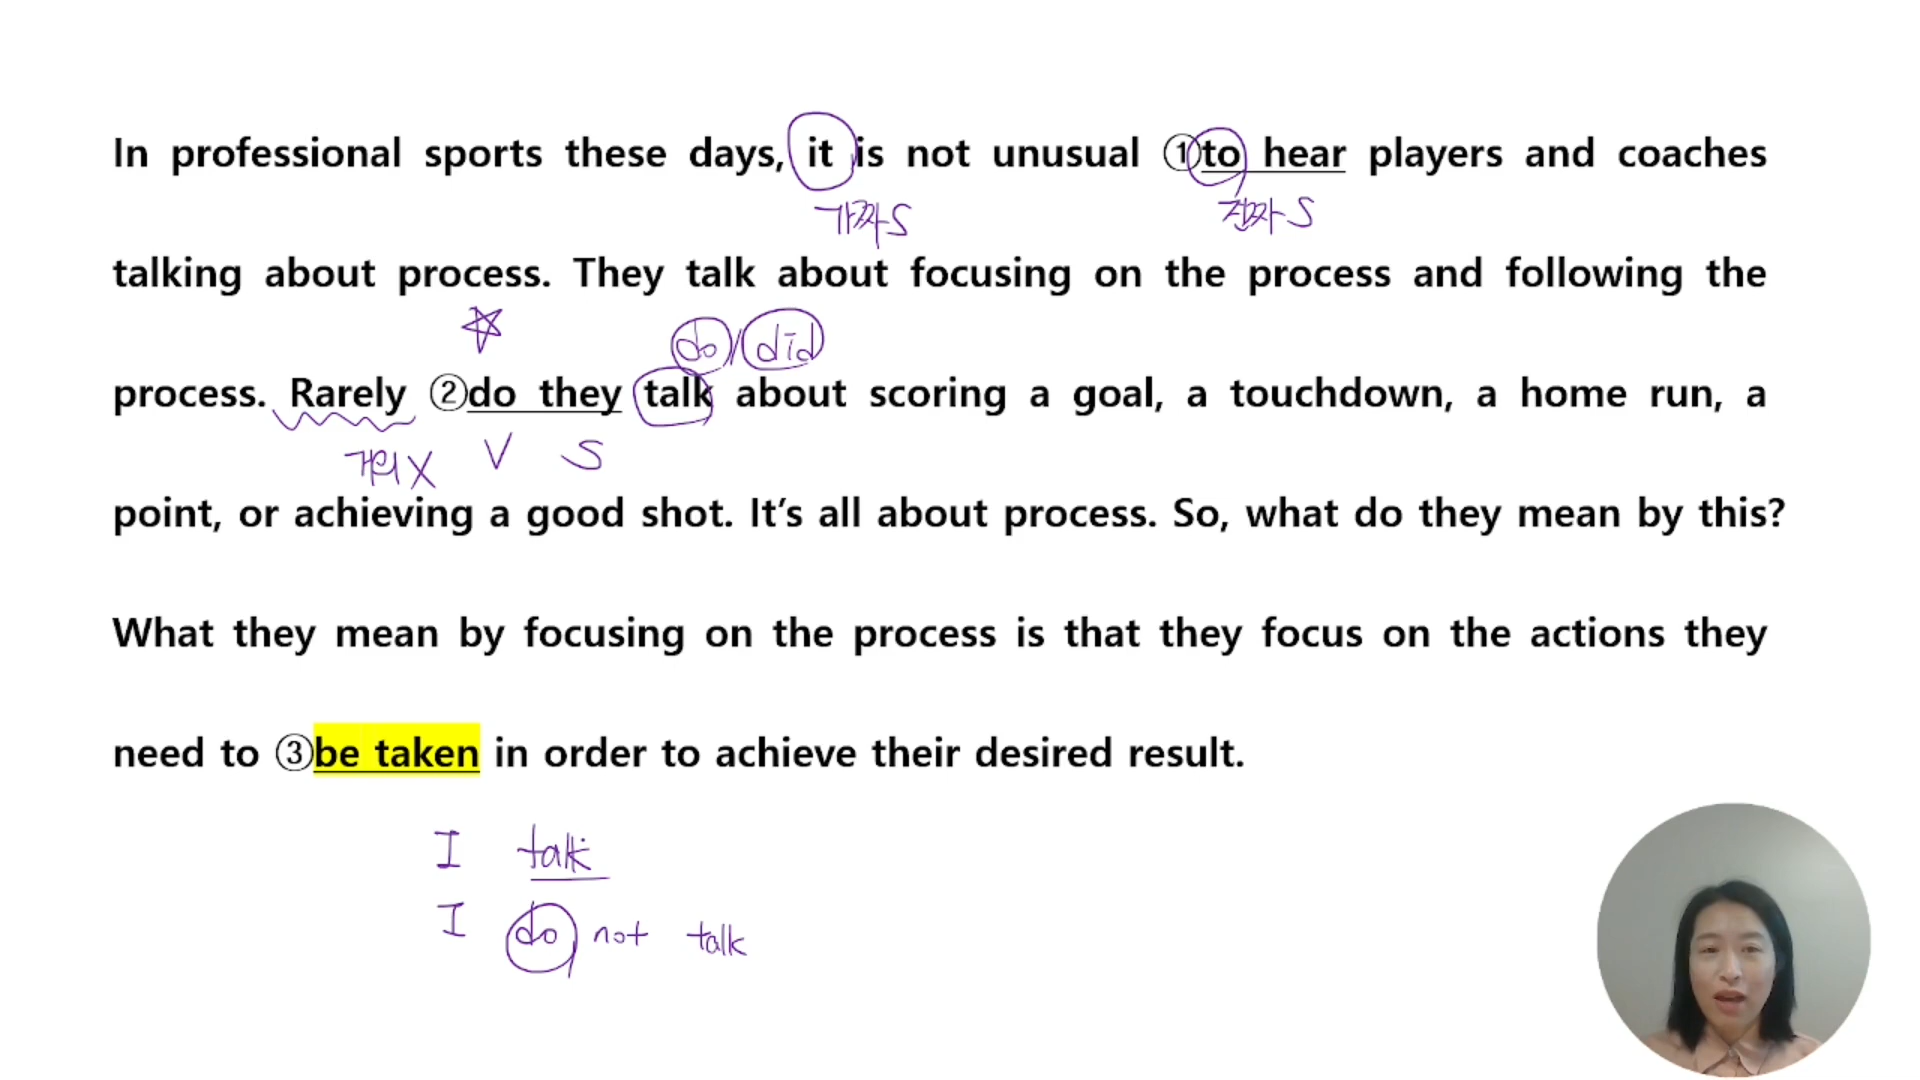 In professional sports these days, it is not unusual ①to hear players and coaches
가짜S 진짜S
talking about process. They talk about focusing on the process and following the
do/did
process. Rarely ②do they talk about scoring a goal, a touchdown, a home run, a
거의X V S
point, or achieving a good shot. It’s all about process. So, what do they mean by this?
What they mean by focusing on the process is that they focus on the actions they
need to ③be taken in order to achieve their desired result.
I talk
I do not talk